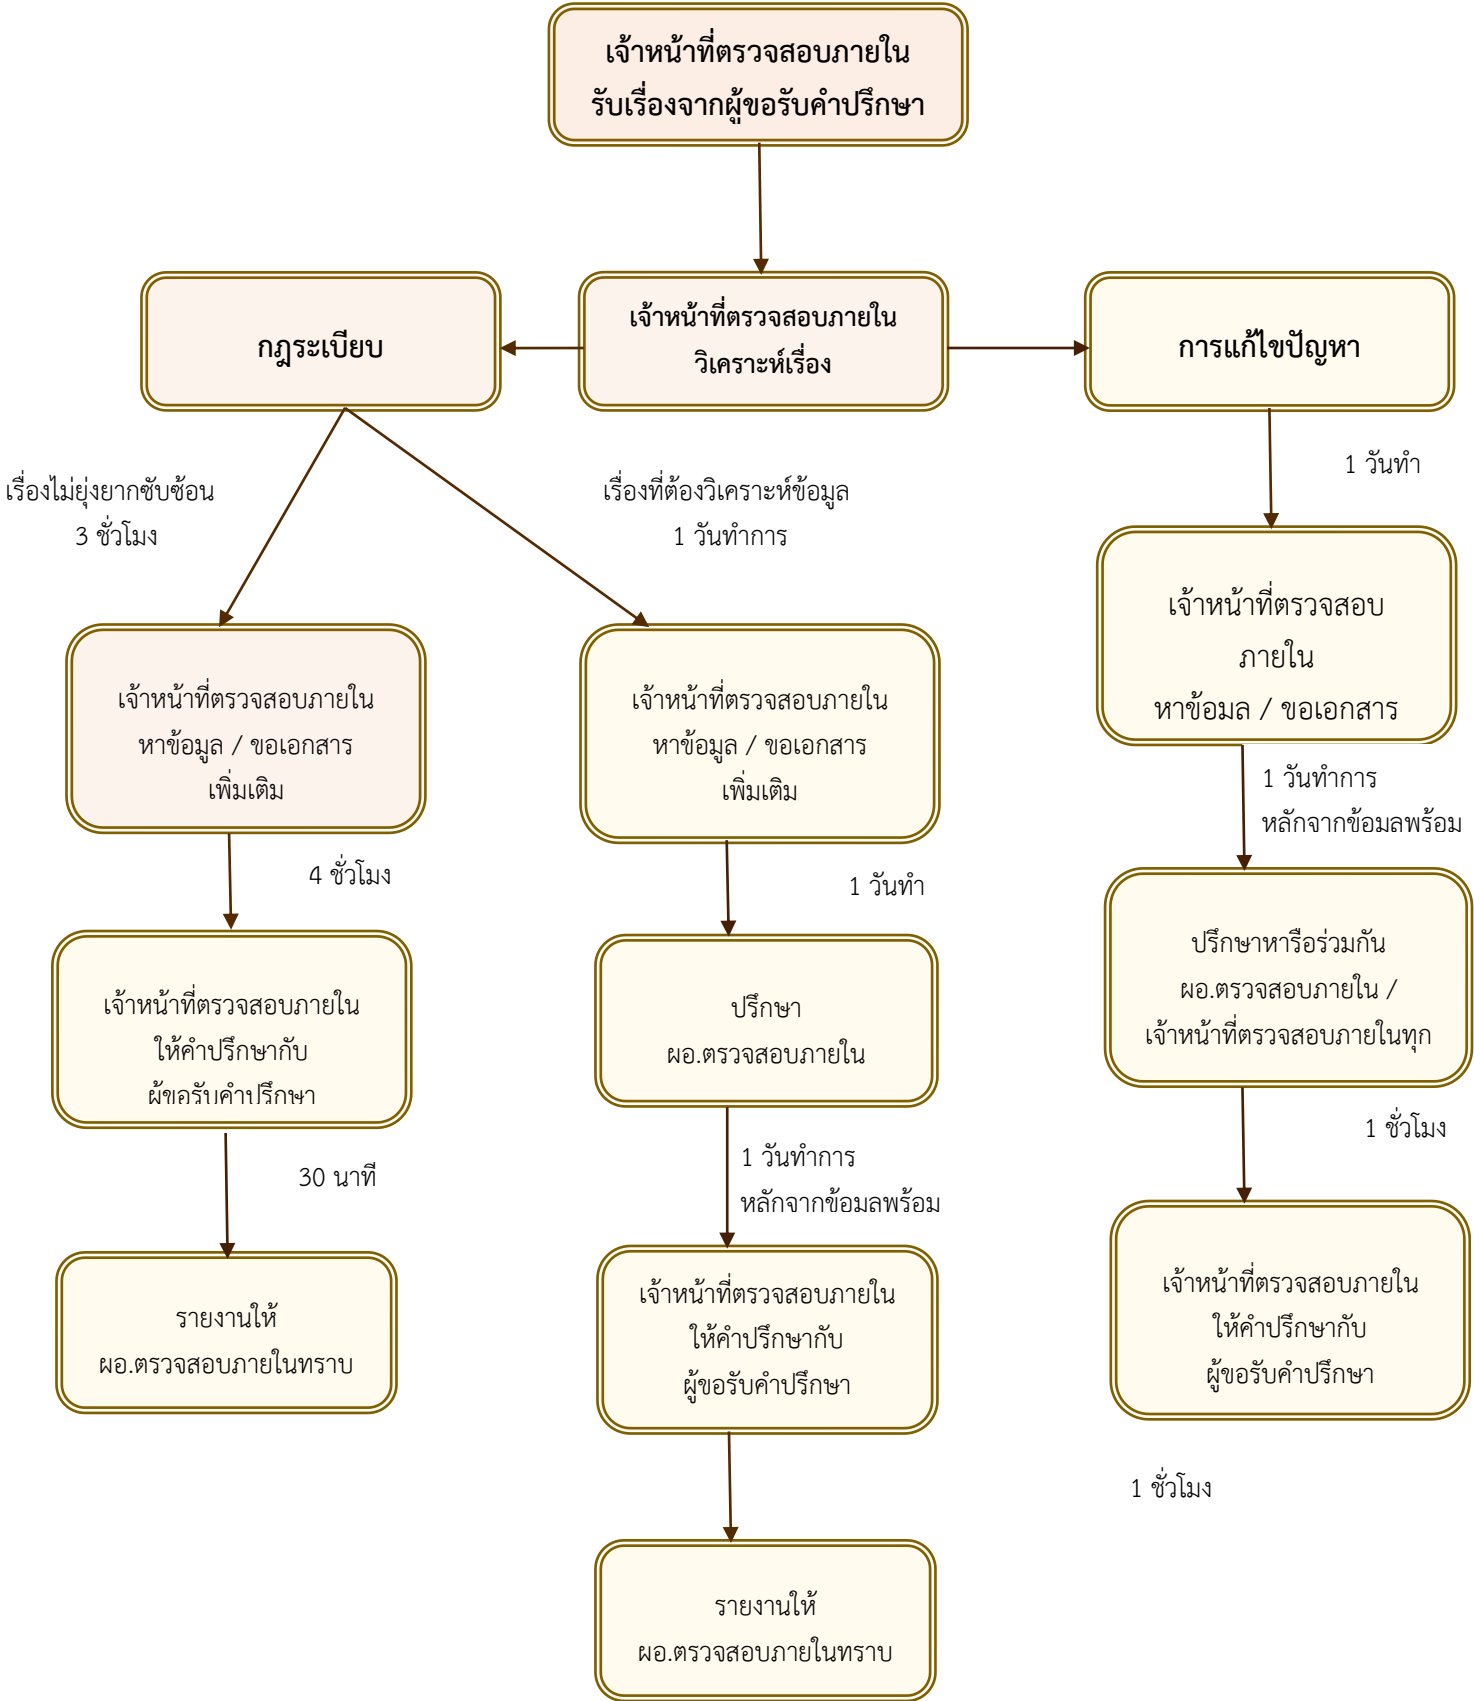 เจ้าหน้าที่ตรวจสอบภายใน
รับเรื่องจากผู้ขอรับคำปรึกษา
กฎระเบียบ
เจ้าหน้าที่ตรวจสอบภายใน
วิเคราะห์เรื่อง
การแก้ไขปัญหา
เรื่องไม่ยุ่งยากซับซ้อน
3 ชั่วโมง
เรื่องที่ต้องวิเคราะห์ข้อมูล
1 วันทำการ
1 วันทำ
เจ้าหน้าที่ตรวจสอบภายใน
หาข้อมูล / ขอเอกสาร
เพิ่มเติม
เจ้าหน้าที่ตรวจสอบภายใน
หาข้อมูล / ขอเอกสาร
เพิ่มเติม
เจ้าหน้าที่ตรวจสอบ
ภายใน
หาข้อมูล / ขอเอกสาร
4 ชั่วโมง
1 วันทำ
1 วันทำการ
หลักจากข้อมูลพร้อม
เจ้าหน้าที่ตรวจสอบภายใน
ให้คำปรึกษากับ
ผู้ขอรับคำปรึกษา
ปรึกษา
ผอ.ตรวจสอบภายใน
ปรึกษาหารือร่วมกัน
ผอ.ตรวจสอบภายใน /
เจ้าหน้าที่ตรวจสอบภายในทุก
30 นาที
1 วันทำการ
หลักจากข้อมูลพร้อม
1 ชั่วโมง
รายงานให้
ผอ.ตรวจสอบภายในทราบ
เจ้าหน้าที่ตรวจสอบภายใน
ให้คำปรึกษากับ
ผู้ขอรับคำปรึกษา
เจ้าหน้าที่ตรวจสอบภายใน
ให้คำปรึกษากับ
ผู้ขอรับคำปรึกษา
1 ชั่วโมง
รายงานให้
ผอ.ตรวจสอบภายในทราบ